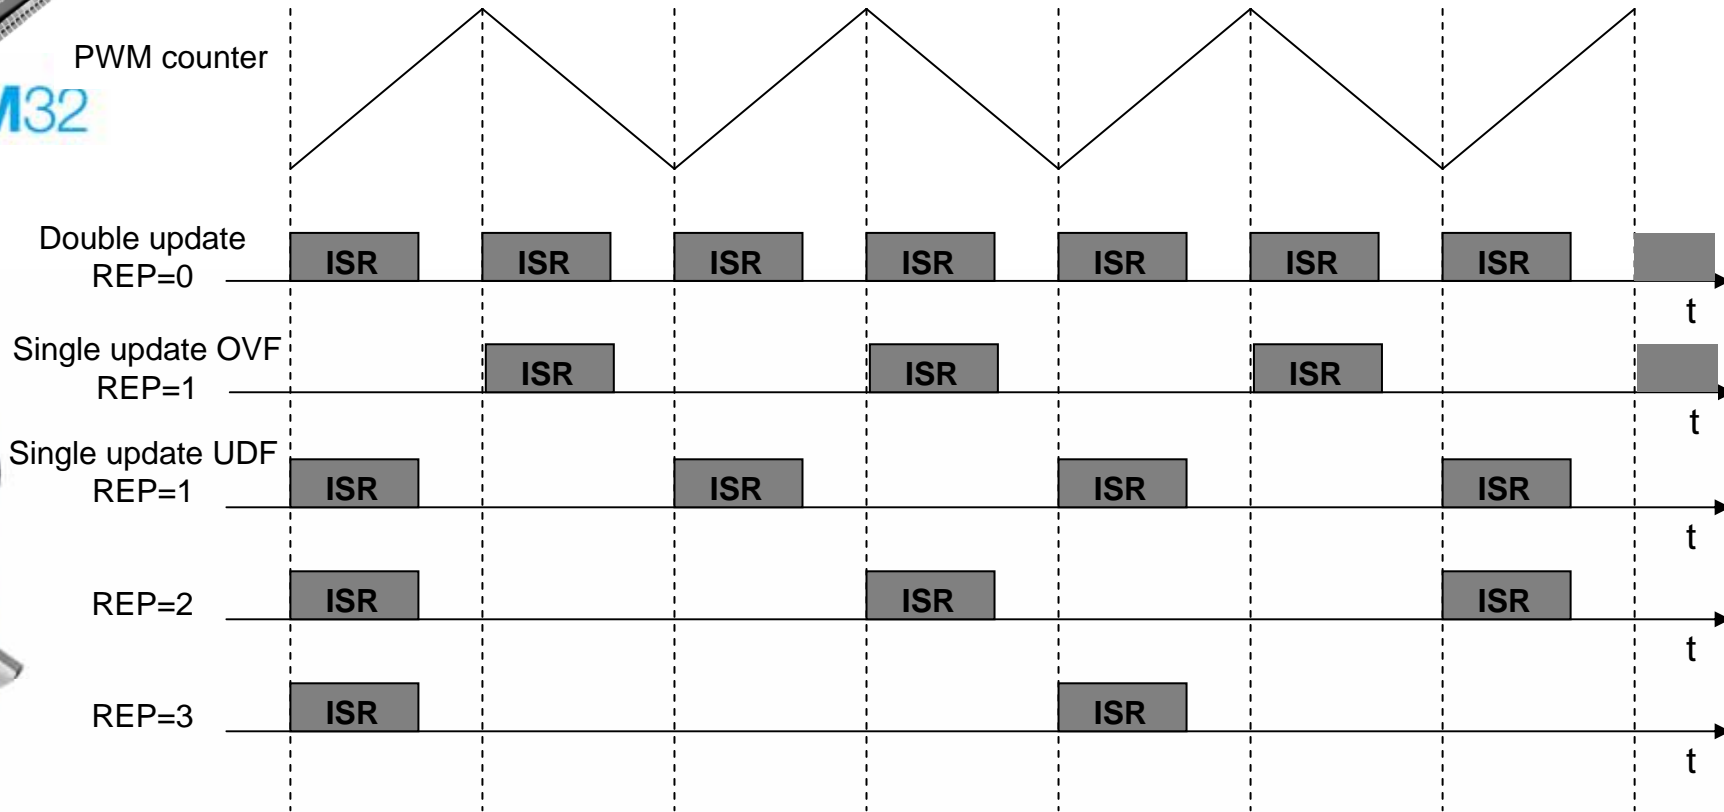 PWM counter
M32
Double update
REP=0
ISR ISR ISR ISR ISR ISR ISR
t
Single update OVF
REP=1
ISR ISR ISR
t
Single update UDF
REP=1
ISR ISR ISR ISR
t
REP=2
ISR ISR ISR
t
REP=3
ISR ISR
t